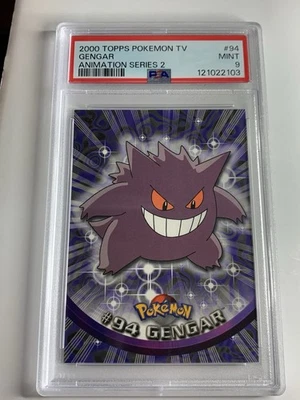 2000 TOPPS POKEMON TV #94
GENGAR MINT
ANIMATION SERIES 2 9
PSA
121022103
POKéMON
#94 GENGAR